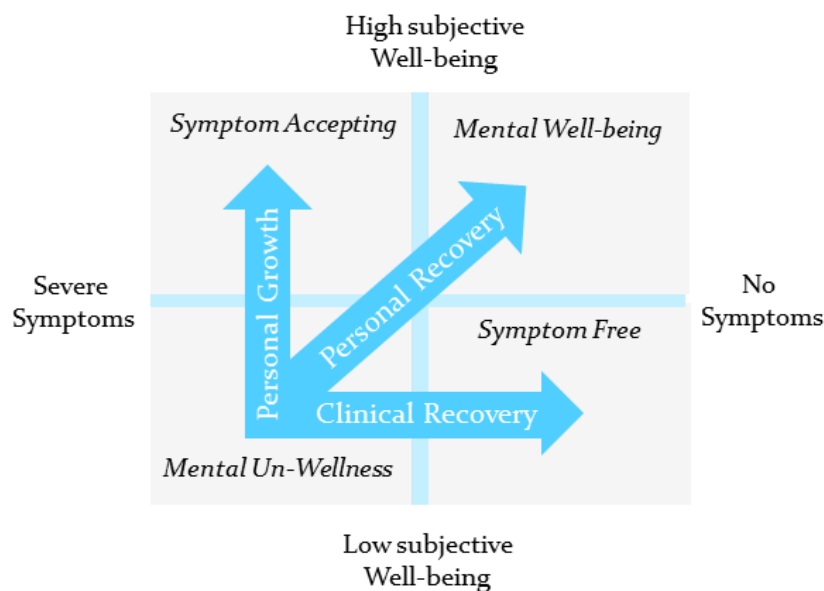 High subjective
Well-being
Symptom Accepting
Mental Well-being
Personal Growth
Personal Recovery
Severe
Symptoms
No
Symptoms
Symptom Free
Clinical Recovery
Mental Un-Wellness
Low subjective
Well-being